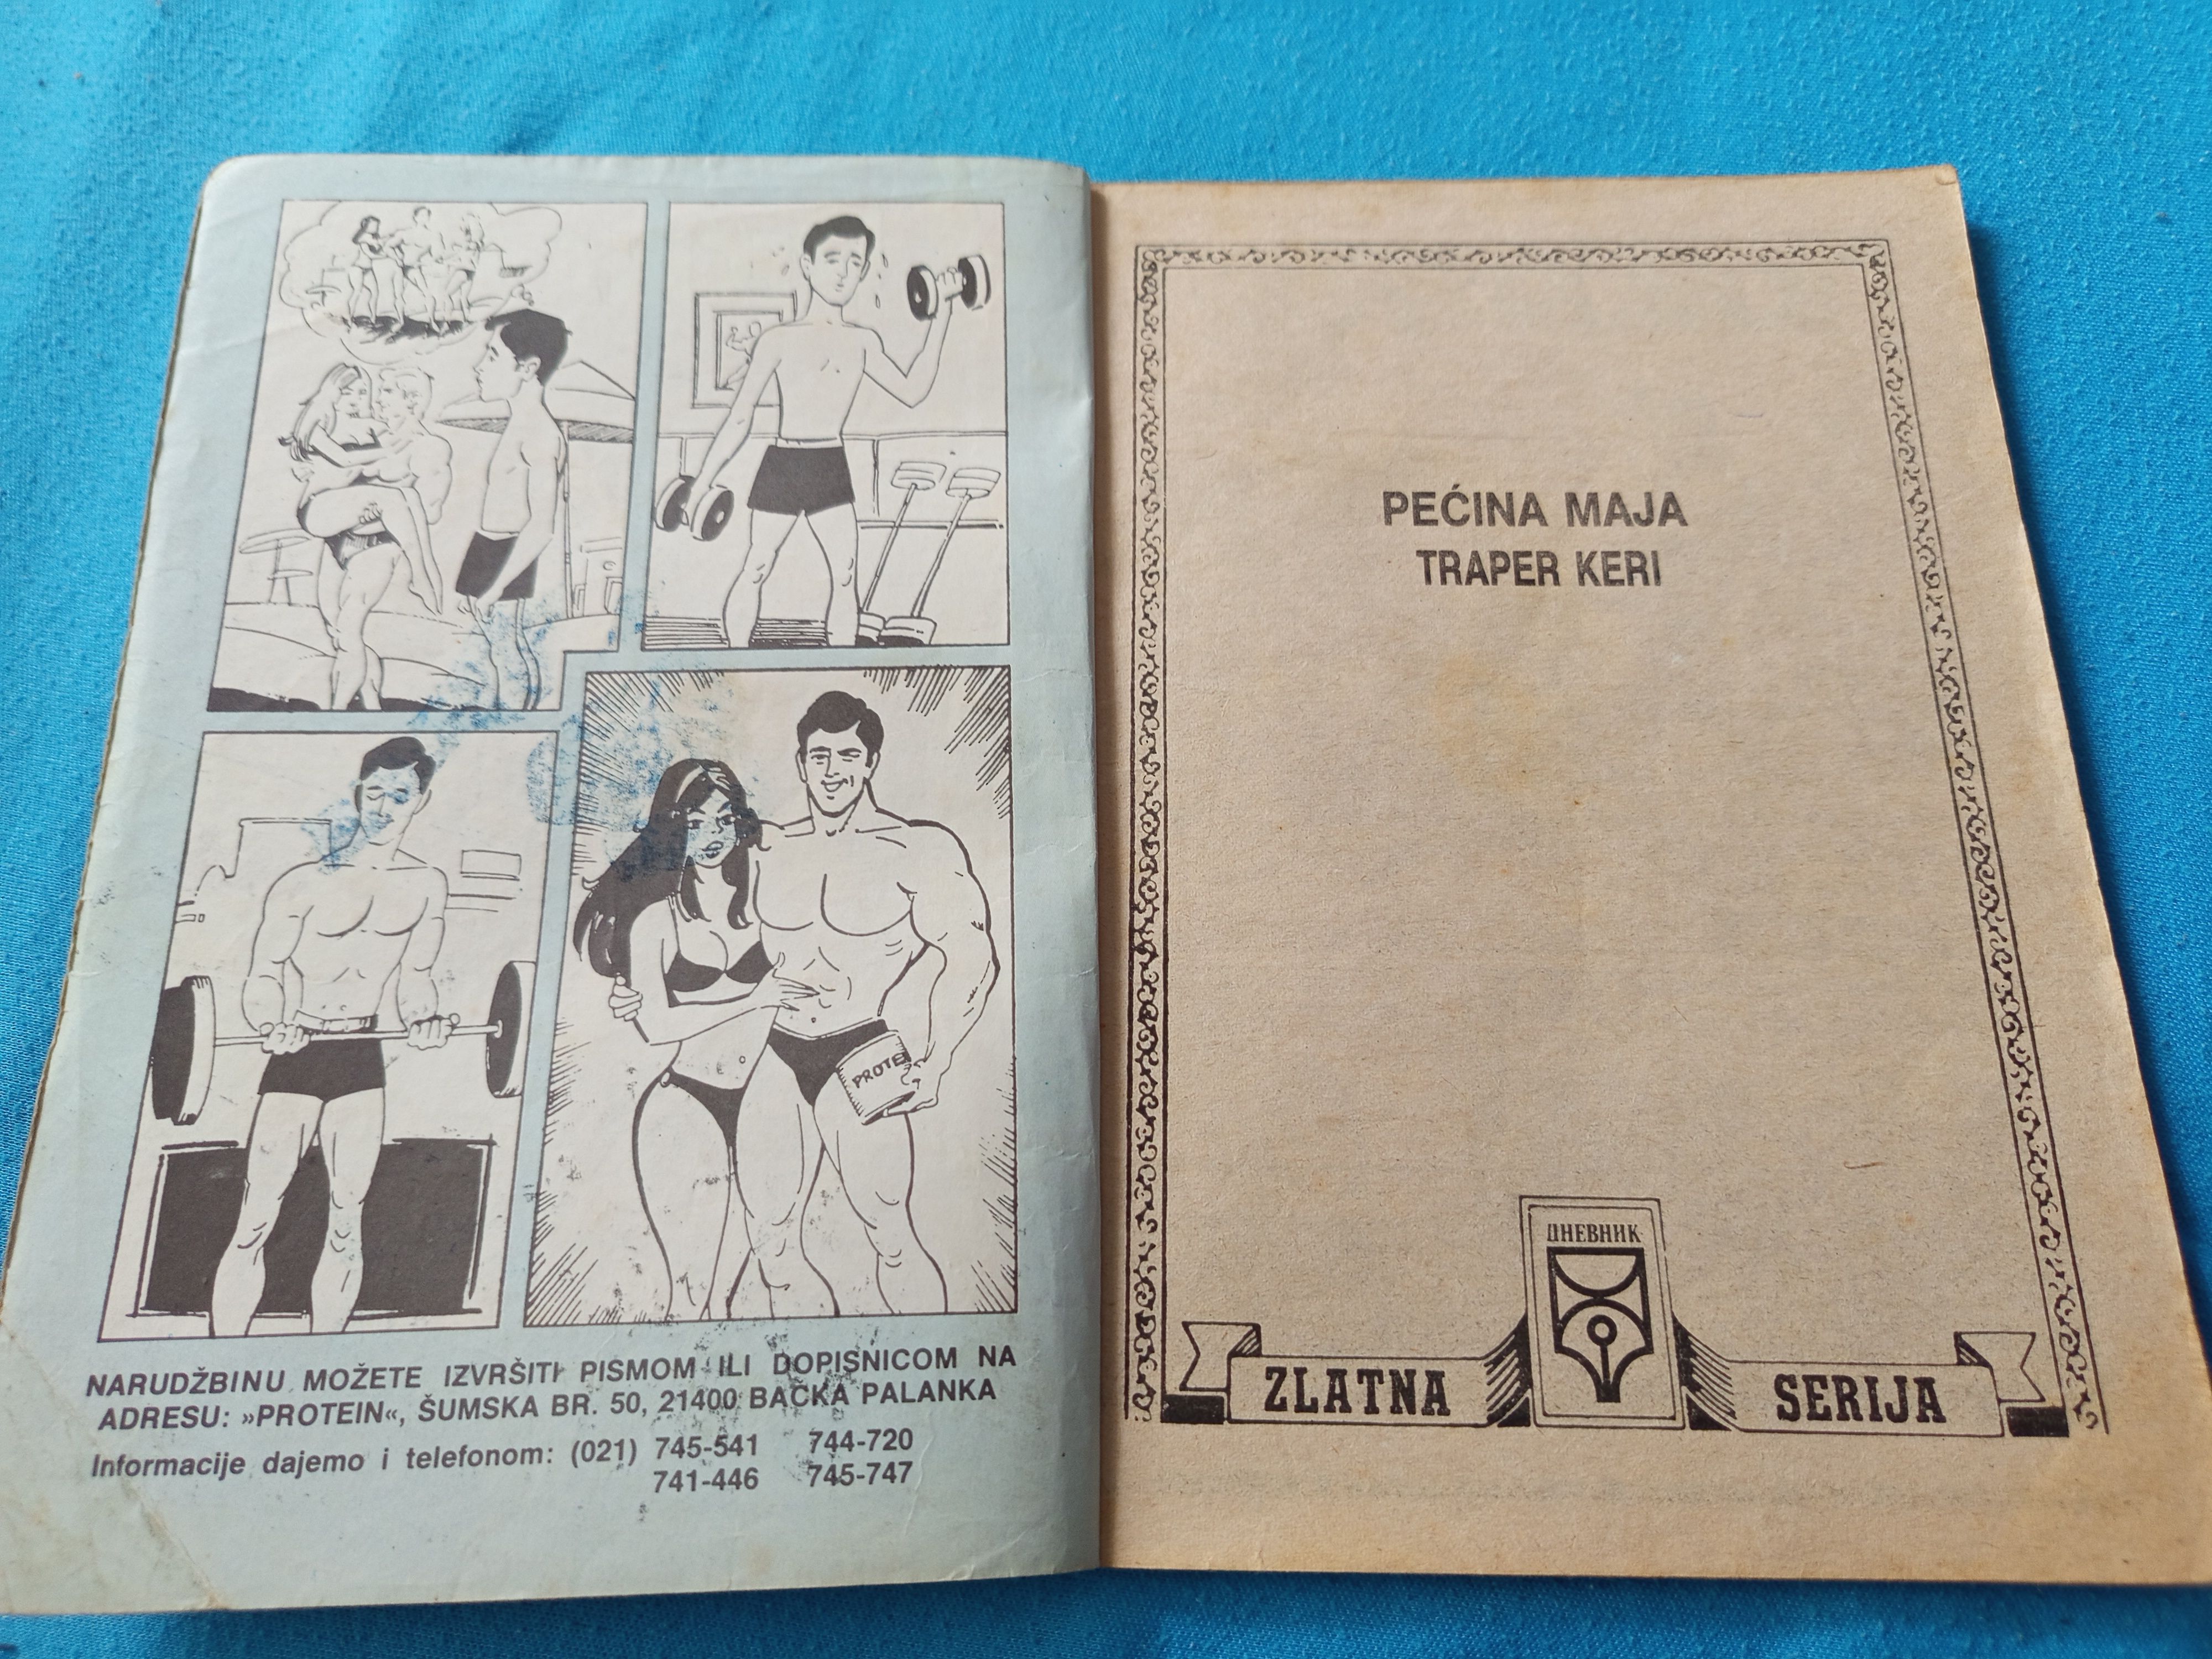 PROTEI
NARUDŽBINU MOŽETE IZVRŠITI PISMOM ILI DOPISNICOM NA
ADRESU: »PROTEIN«, ŠUMSKA BR. 50, 21400 BAČKA PALANKA
Informacije dajemo i telefonom: (021) 745-541 744-720
741-446 745-747
PEĆINA MAJA
TRAPER KERI
ДНЕВНИК
ZLATNA SERIJA